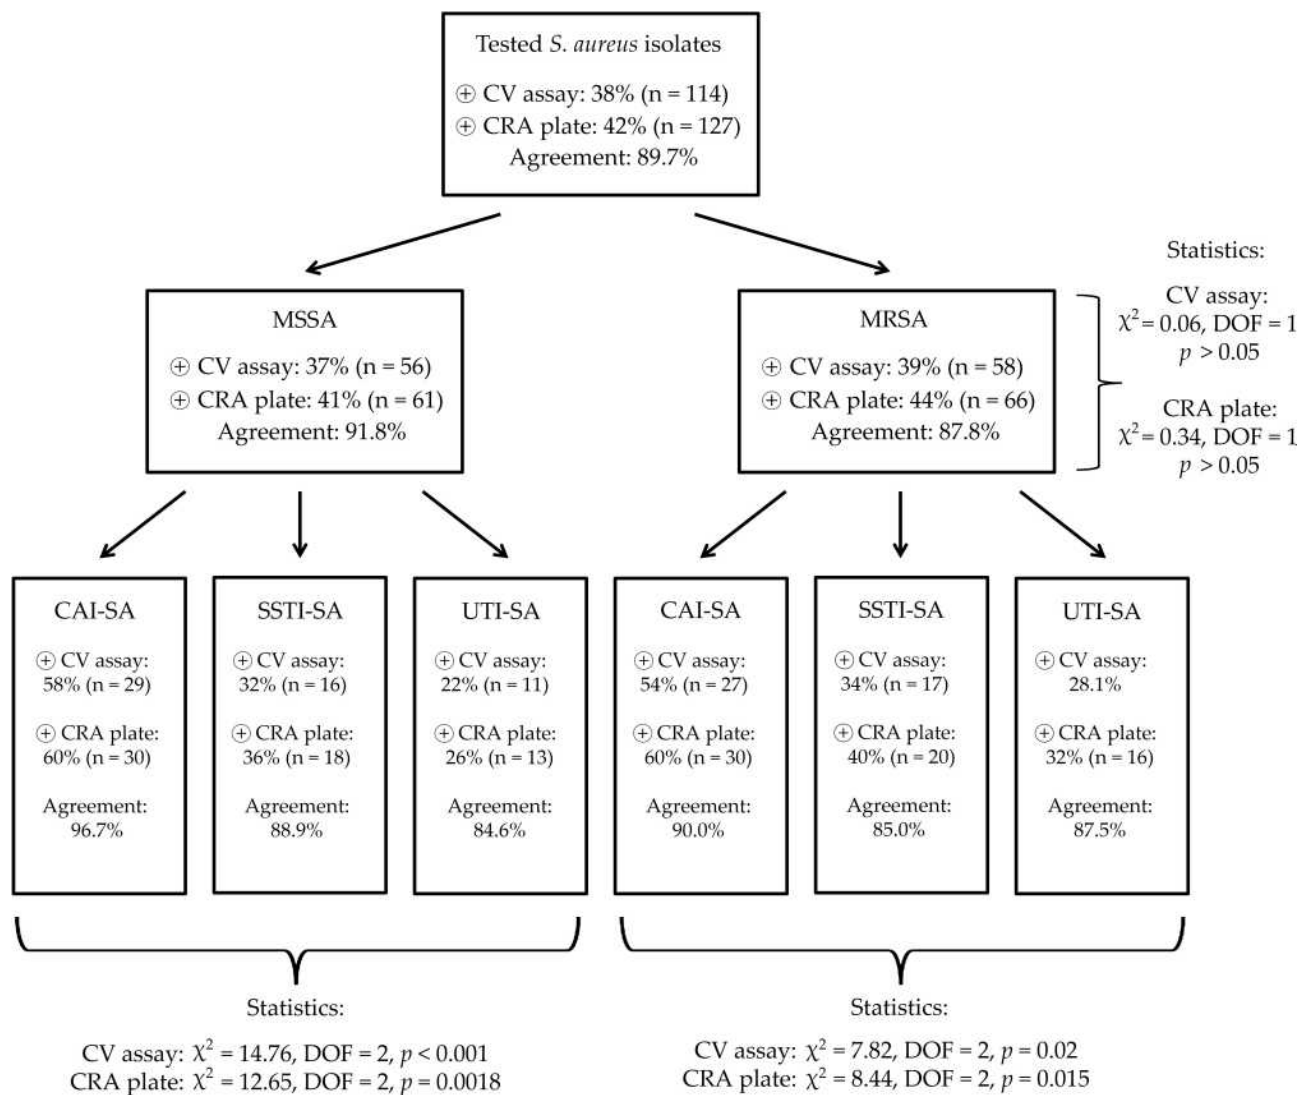 Tested S. aureus isolates
⊕ CV assay: 38% (n = 114)
⊕ CRA plate: 42% (n = 127)
Agreement: 89.7%
MSSA
⊕ CV assay: 37% (n = 56)
⊕ CRA plate: 41% (n = 61)
Agreement: 91.8%
MRSA
⊕ CV assay: 39% (n = 58)
⊕ CRA plate: 44% (n = 66)
Agreement: 87.8%
Statistics:
CV assay:
χ² = 0.06, DOF = 1
p > 0.05
CRA plate:
χ² = 0.34, DOF = 1
p > 0.05
CAI-SA
⊕ CV assay:
58% (n = 29)
⊕ CRA plate:
60% (n = 30)
Agreement:
96.7%
SSTI-SA
⊕ CV assay:
32% (n = 16)
⊕ CRA plate:
36% (n = 18)
Agreement:
88.9%
UTI-SA
⊕ CV assay:
22% (n = 11)
⊕ CRA plate:
26% (n = 13)
Agreement:
84.6%
CAI-SA
⊕ CV assay:
54% (n = 27)
⊕ CRA plate:
60% (n = 30)
Agreement:
90.0%
SSTI-SA
⊕ CV assay:
34% (n = 17)
⊕ CRA plate:
40% (n = 20)
Agreement:
85.0%
UTI-SA
⊕ CV assay:
28.1%
⊕ CRA plate:
32% (n = 16)
Agreement:
87.5%
Statistics:
CV assay: χ² = 14.76, DOF = 2, p < 0.001
CRA plate: χ² = 12.65, DOF = 2, p = 0.0018
Statistics:
CV assay: χ² = 7.82, DOF = 2, p = 0.02
CRA plate: χ² = 8.44, DOF = 2, p = 0.015